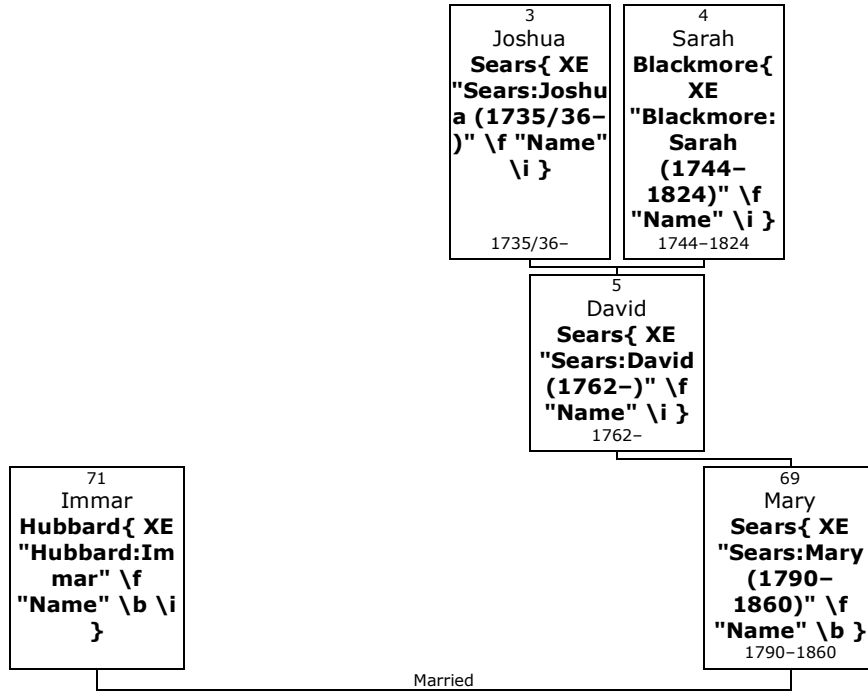 3
Joshua
Sears{ XE
"Sears:Joshu
a (1735/36–
)" \f "Name"
\i }
1735/36–
4
Sarah
Blackmore{
XE
"Blackmore:
Sarah
(1744–
1824)" \f
"Name" \i }
1744–1824
5
David
Sears{ XE
"Sears:David
(1762–)" \f
"Name" \i }
1762–
71
Immar
Hubbard{ XE
"Hubbard:Im
mar" \f
"Name" \b \i
}
69
Mary
Sears{ XE
"Sears:Mary
(1790–
1860)" \f
"Name" \b }
1790–1860
Married